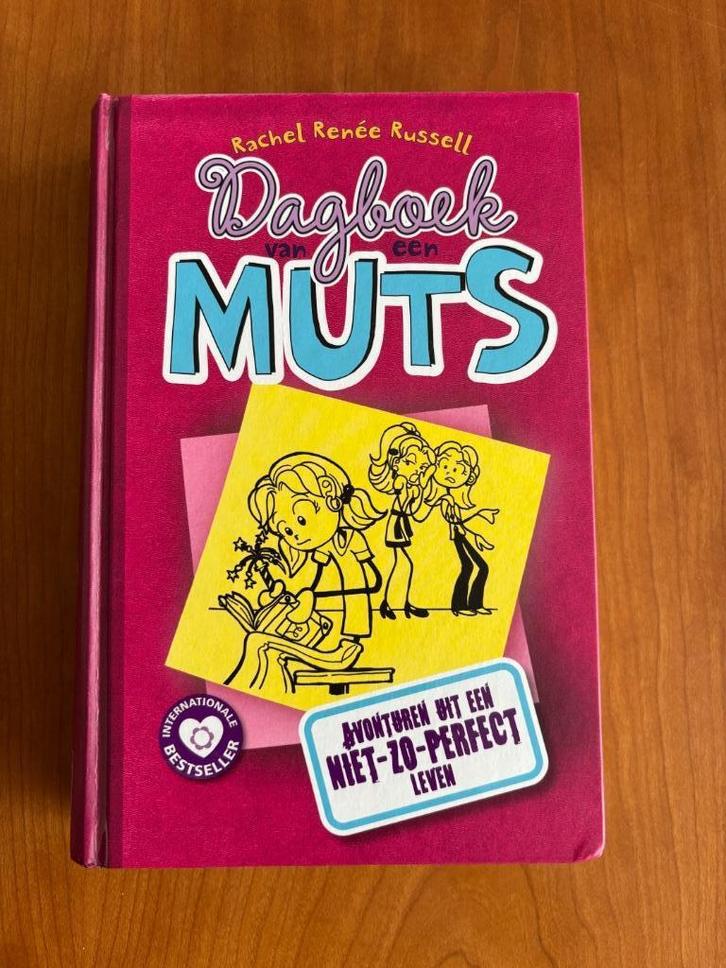 Rachel Renée Russell
Dagboek
van een
MUTS
INTERNATIONALE
BESTSELLER
AVONTUREN UIT EEN
NIET-ZO-PERFECT
LEVEN